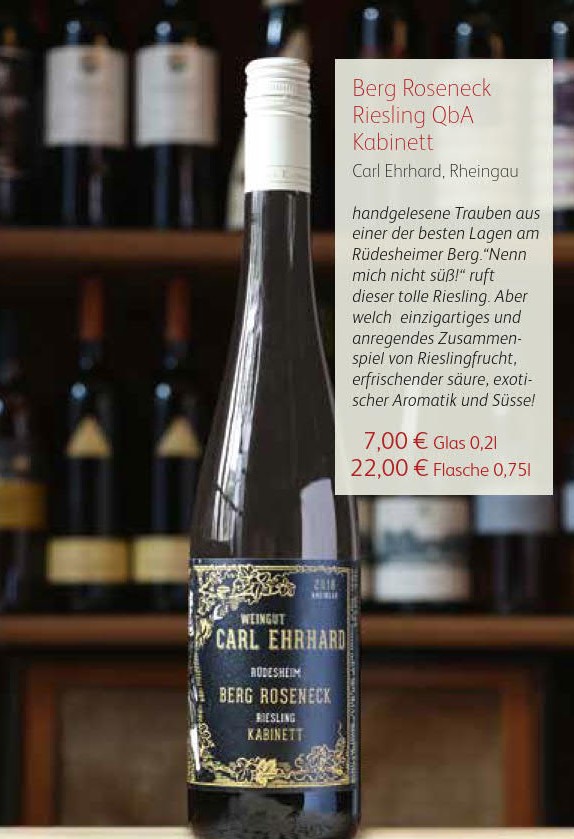 Berg Roseneck
Riesling QbA
Kabinett
Carl Ehrhard, Rheingau
handgelesene Trauben aus
einer der besten Lagen am
Rüdesheimer Berg.“Nenn
mich nicht süß!“ ruft
dieser tolle Riesling. Aber
welch einzigartiges und
anregendes Zusammen-
spiel von Rieslingfrucht,
erfrischender säure, exoti-
scher Aromatik und Süsse!
7,00 € Glas 0,2l
22,00 € Flasche 0,75l
2018
RHEINGAU
WEINGUT
CARL EHRHARD
RÜDESHEIM
BERG ROSENECK
RIESLING
KABINETT